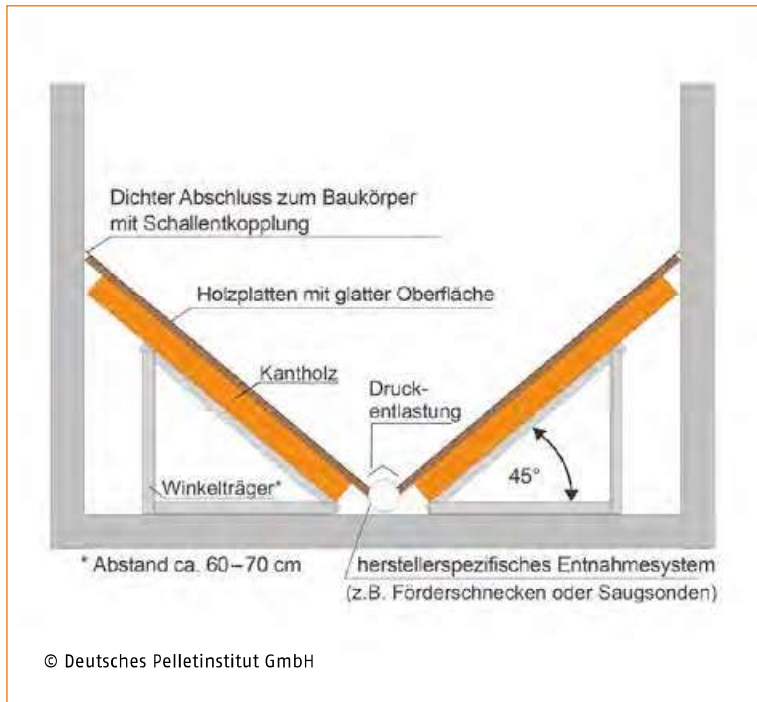 Dichter Abschluss zum Baukörper
mit Schallentkopplung
Holzplatten mit glatter Oberfläche
Kantholz
Druck-
entlastung
Winkelträger*
45°
* Abstand ca. 60–70 cm
herstellerspezifisches Entnahmesystem
(z.B. Förderschnecken oder Saugsonden)
© Deutsches Pelletinstitut GmbH